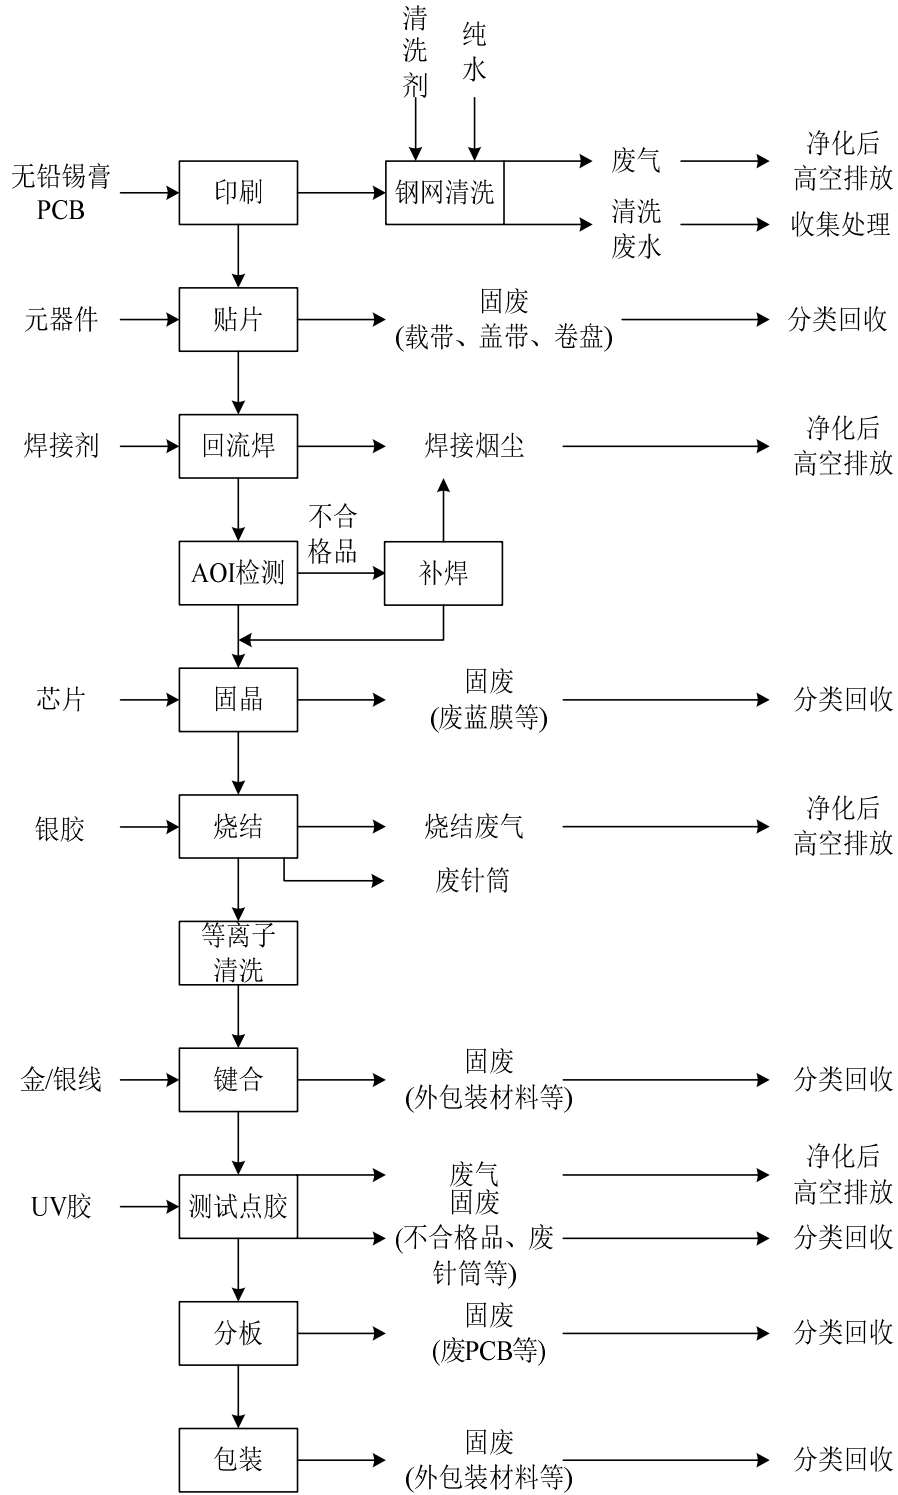 清洗剂
纯水
无铅锡膏
PCB
印刷
钢网清洗
废气
净化后
高空排放
清洗
废水
收集处理
元器件
贴片
固废
(载带、盖带、卷盘)
分类回收
焊接剂
回流焊
焊接烟尘
净化后
高空排放
AOI检测
不合
格品
补焊
芯片
固晶
固废
(废蓝膜等)
分类回收
银胶
烧结
烧结废气
净化后
高空排放
废针筒
等离子
清洗
金/银线
键合
固废
(外包装材料等)
分类回收
UV胶
测试点胶
废气
净化后
高空排放
固废
(不合格品、废
针筒等)
分类回收
分板
固废
(废PCB等)
分类回收
包装
固废
(外包装材料等)
分类回收